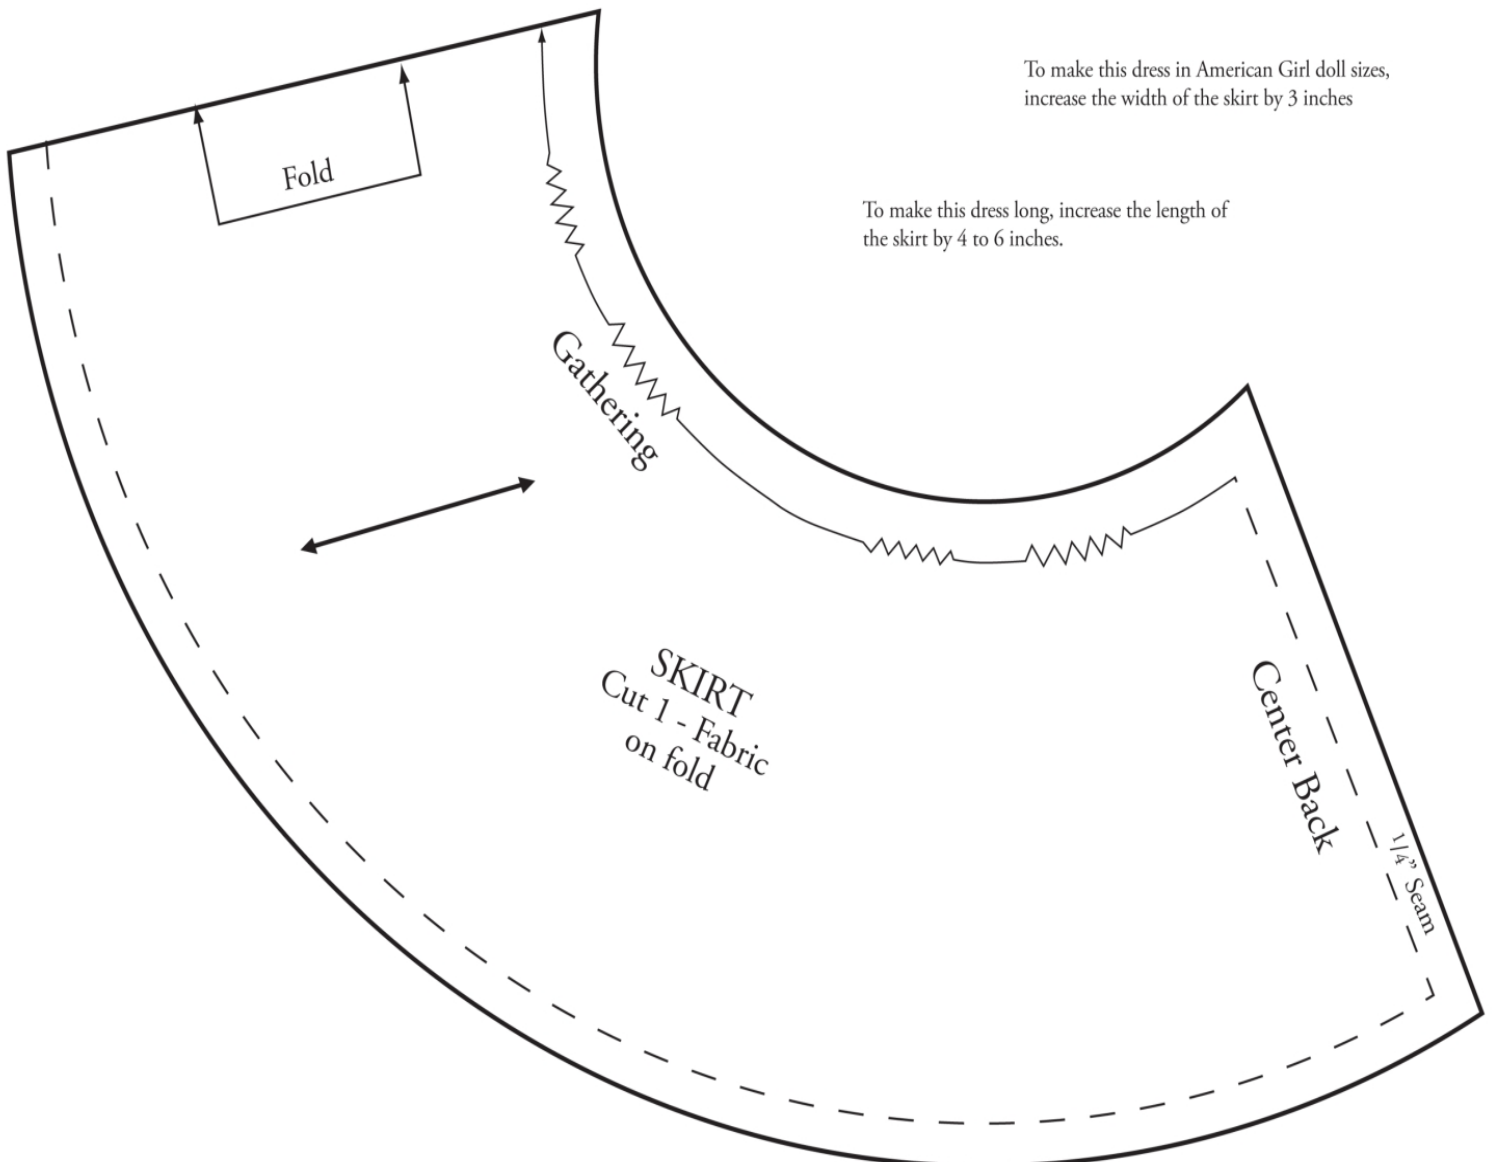 To make this dress in American Girl doll sizes,
increase the width of the skirt by 3 inches
Fold
To make this dress long, increase the length of
the skirt by 4 to 6 inches.
Gathering
SKIRT
Cut 1 - Fabric
on fold
Center Back
1/4” Seam